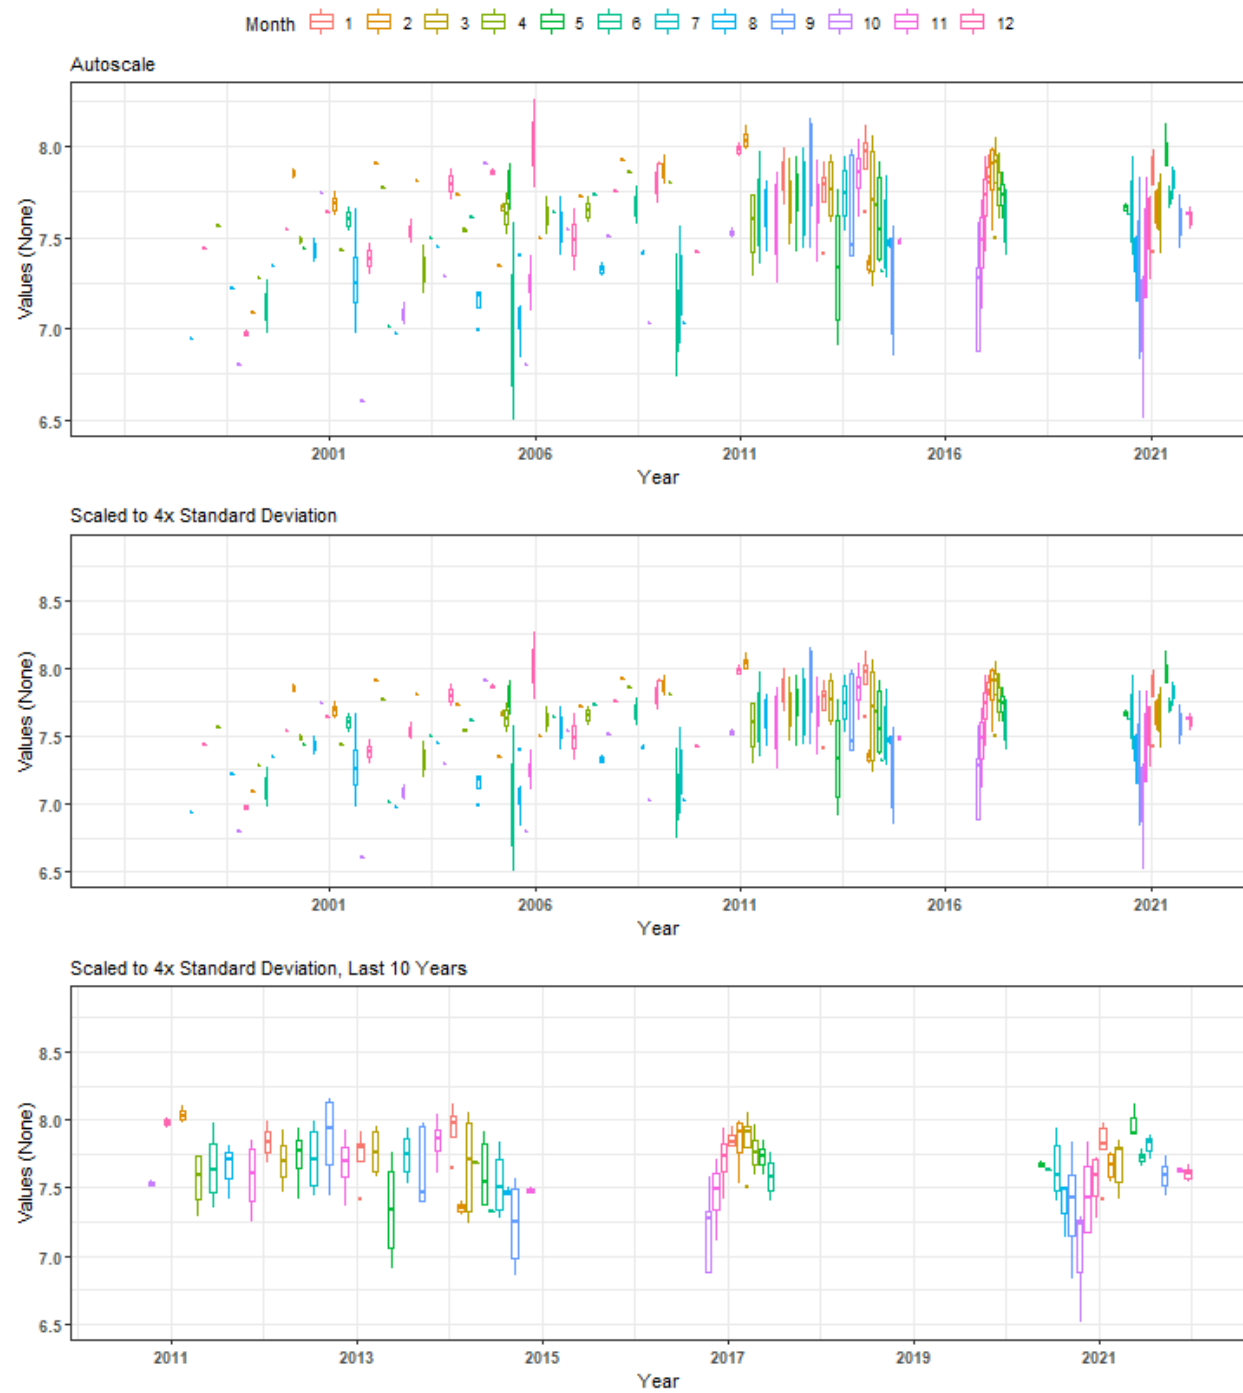 Month 1 2 3 4 5 6 7 8 9 10 11 12
Autoscale
Values (None)
8.0
7.5
7.0
6.5
2001 2006 2011 2016 2021
Year
Scaled to 4x Standard Deviation
Values (None)
8.5
8.0
7.5
7.0
6.5
2001 2006 2011 2016 2021
Year
Scaled to 4x Standard Deviation, Last 10 Years
Values (None)
8.5
8.0
7.5
7.0
6.5
2011 2013 2015 2017 2019 2021
Year